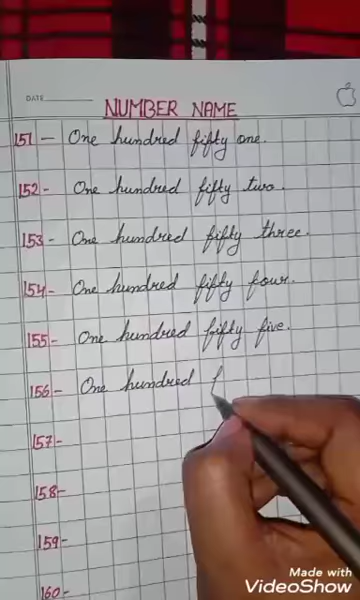 DATE
NUMBER NAME
151 - One hundred fifty one.
152 - One hundred fifty two.
153 - One hundred fifty three.
154 - One hundred fifty four.
155 - One hundred fifty five.
156 - One hundred f
157-
158-
159-
160-
Made with
VideoShow